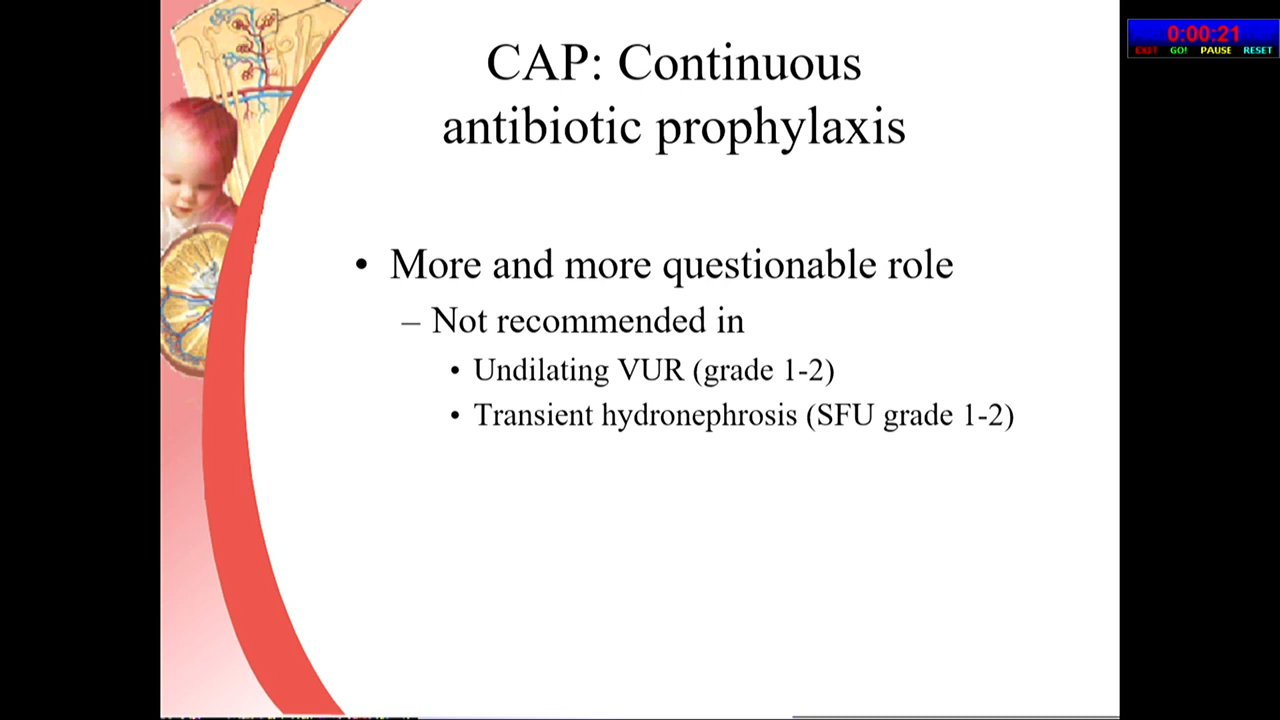 CAP: Continuous
antibiotic prophylaxis
• More and more questionable role
– Not recommended in
• Undilating VUR (grade 1-2)
• Transient hydronephrosis (SFU grade 1-2)
0:00:21
EXIT GO! PAUSE RESET